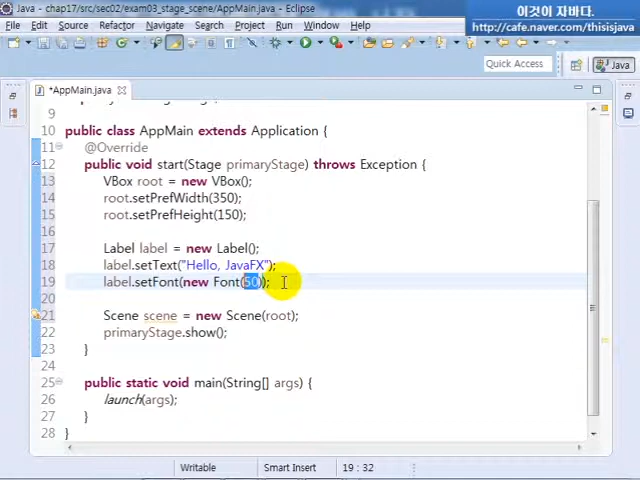 Java - chap17/src/sec02/exam03_stage_scene/AppMain.java - Eclipse
이것이 자바다.
http://cafe.naver.com/thisisjava
File Edit Source Refactor Navigate Search Project Run Window Help
Quick Access
Java
*AppMain.java
9
10 public class AppMain extends Application {
11 @Override
12 public void start(Stage primaryStage) throws Exception {
13 VBox root = new VBox();
14 root.setPrefWidth(350);
15 root.setPrefHeight(150);
16
17 Label label = new Label();
18 label.setText("Hello, JavaFX");
19 label.setFont(new Font(50));
20
21 Scene scene = new Scene(root);
22 primaryStage.show();
23 }
24
25 public static void main(String[] args) {
26 launch(args);
27 }
28 }
Writable Smart Insert 19 : 32